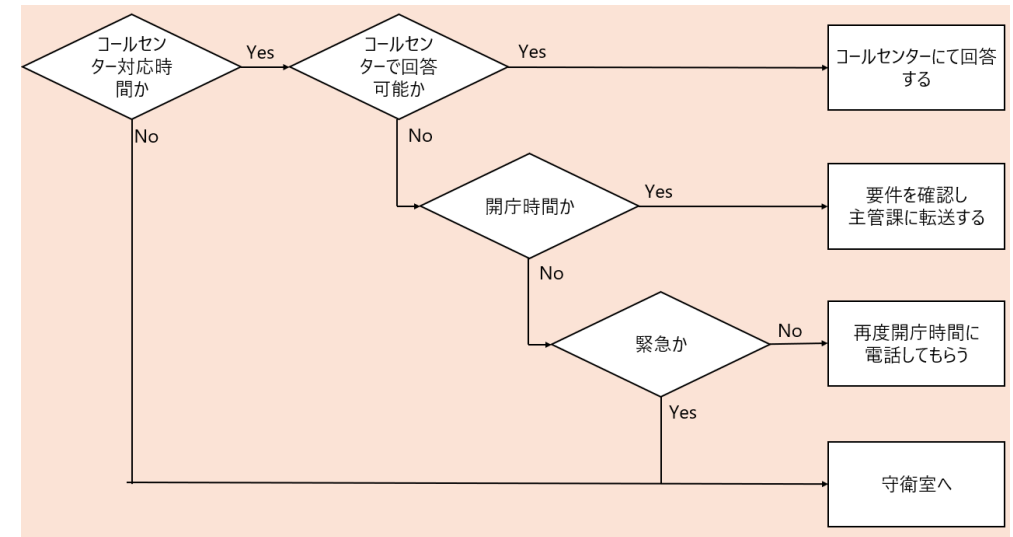 コールセン
ター対応時
間か
Yes
コールセン
ターで回答
可能か
Yes
コールセンターにて回答
する
No
No
開庁時間か
Yes
要件を確認し
主管課に転送する
No
緊急か
No
再度開庁時間に
電話してもらう
Yes
守衛室へ